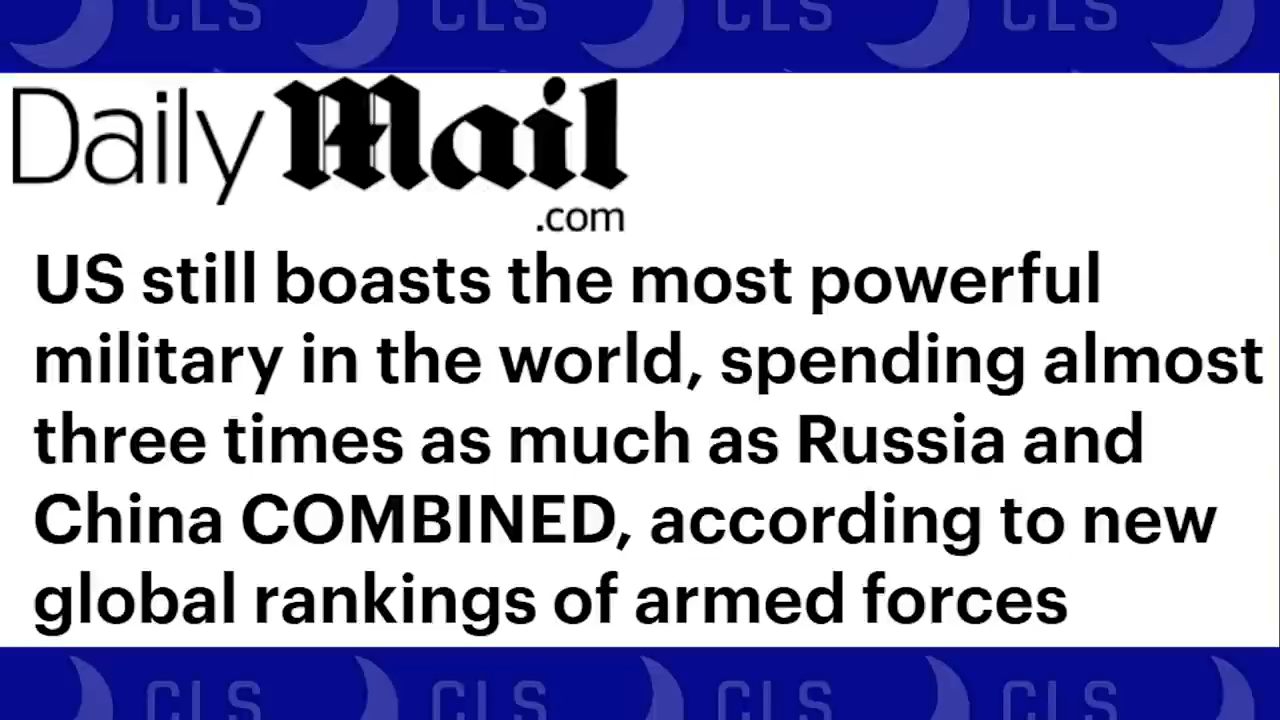 CLS CLS CLS CLS
Daily Mail
.com
US still boasts the most powerful
military in the world, spending almost
three times as much as Russia and
China COMBINED, according to new
global rankings of armed forces
CLS CLS CLS CLS